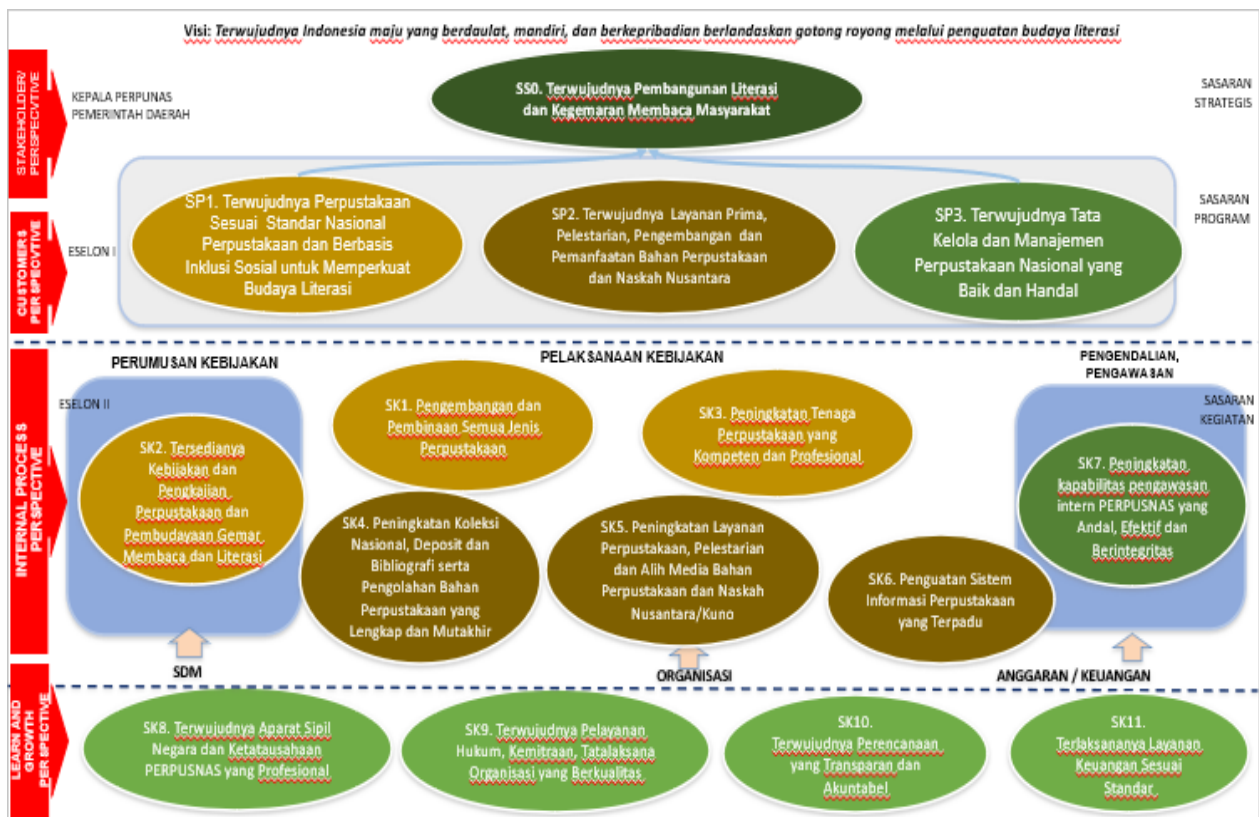 Visi: Terwujudnya Indonesia maju yang berdaulat, mandiri, dan berkepribadian berlandaskan gotong royong melalui penguatan budaya literasi
STAKEHOLDER/
PERSPECVTIVE
KEPALA PERPUNAS
PEMERINTAH DAERAH
SS0. Terwujudnya Pembangunan Literasi
dan Kegemaran Membaca Masyarakat
SASARAN
STRATEGIS
CUSTOMERS
PERSPECVTIVE
ESELON I
SP1. Terwujudnya Perpustakaan
Sesuai Standar Nasional
Perpustakaan dan Berbasis
Inklusi Sosial untuk Memperkuat
Budaya Literasi
SP2. Terwujudnya Layanan Prima,
Pelestarian, Pengembangan dan
Pemanfaatan Bahan Perpustakaan
dan Naskah Nusantara
SP3. Terwujudnya Tata
Kelola dan Manajemen
Perpustakaan Nasional yang
Baik dan Handal
SASARAN
PROGRAM
INTERNAL PROCESS
PERSPECTIVE
PERUMUSAN KEBIJAKAN
PELAKSANAAN KEBIJAKAN
PENGENDALIAN,
PENGAWASAN
ESELON II
SASARAN
KEGIATAN
SK2. Tersedianya
Kebijakan dan
Pengkajian
Perpustakaan dan
Pembudayaan Gemar
Membaca dan Literasi
SK1. Pengembangan dan
Pembinaan Semua Jenis
Perpustakaan
SK3. Peningkatan Tenaga
Perpustakaan yang
Kompeten dan Profesional
SK7. Peningkatan
kapabilitas pengawasan
intern PERPUSNAS yang
Andal, Efektif dan
Berintegritas
SK4. Peningkatan Koleksi
Nasional, Deposit dan
Bibliografi serta
Pengolahan Bahan
Perpustakaan yang
Lengkap dan Mutakhir
SK5. Peningkatan Layanan
Perpustakaan, Pelestarian
dan Alih Media Bahan
Perpustakaan dan Naskah
Nusantara/Kuno
SK6. Penguatan Sistem
Informasi Perpustakaan
yang Terpadu
SDM
ORGANISASI
ANGGARAN / KEUANGAN
LEARN AND
GROWTH
PERSPECTIVE
SK8. Terwujudnya Aparat Sipil
Negara dan Ketatausahaan
PERPUSNAS yang Profesional
SK9. Terwujudnya Pelayanan
Hukum, Kemitraan, Tatalaksana
Organisasi yang Berkualitas
SK10.
Terwujudnya Perencanaan
yang Transparan dan
Akuntabel
SK11.
Terlaksananya Layanan
Keuangan Sesuai
Standar